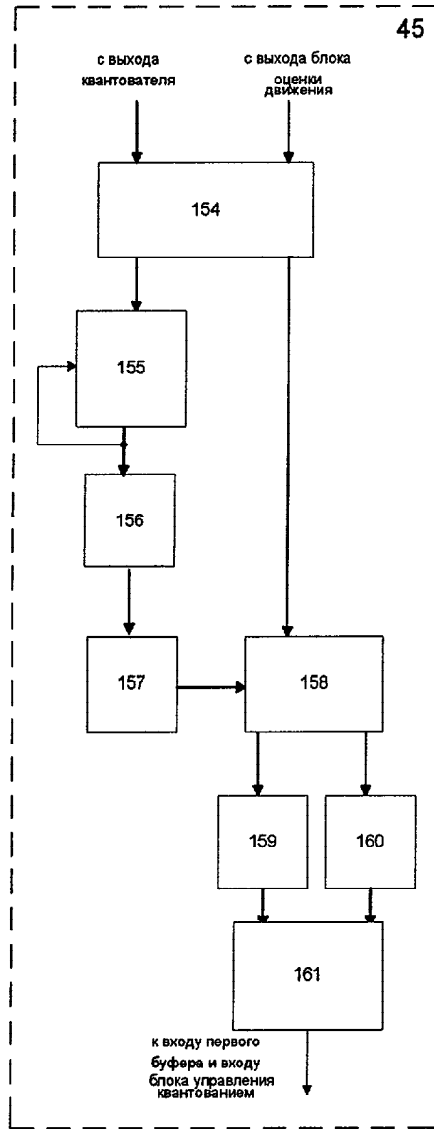 45
с выхода
квантователя
с выхода блока
оценки
движения
154
155
156
157
158
159
160
161
к входу первого
буфера и входу
блока управления
квантованием